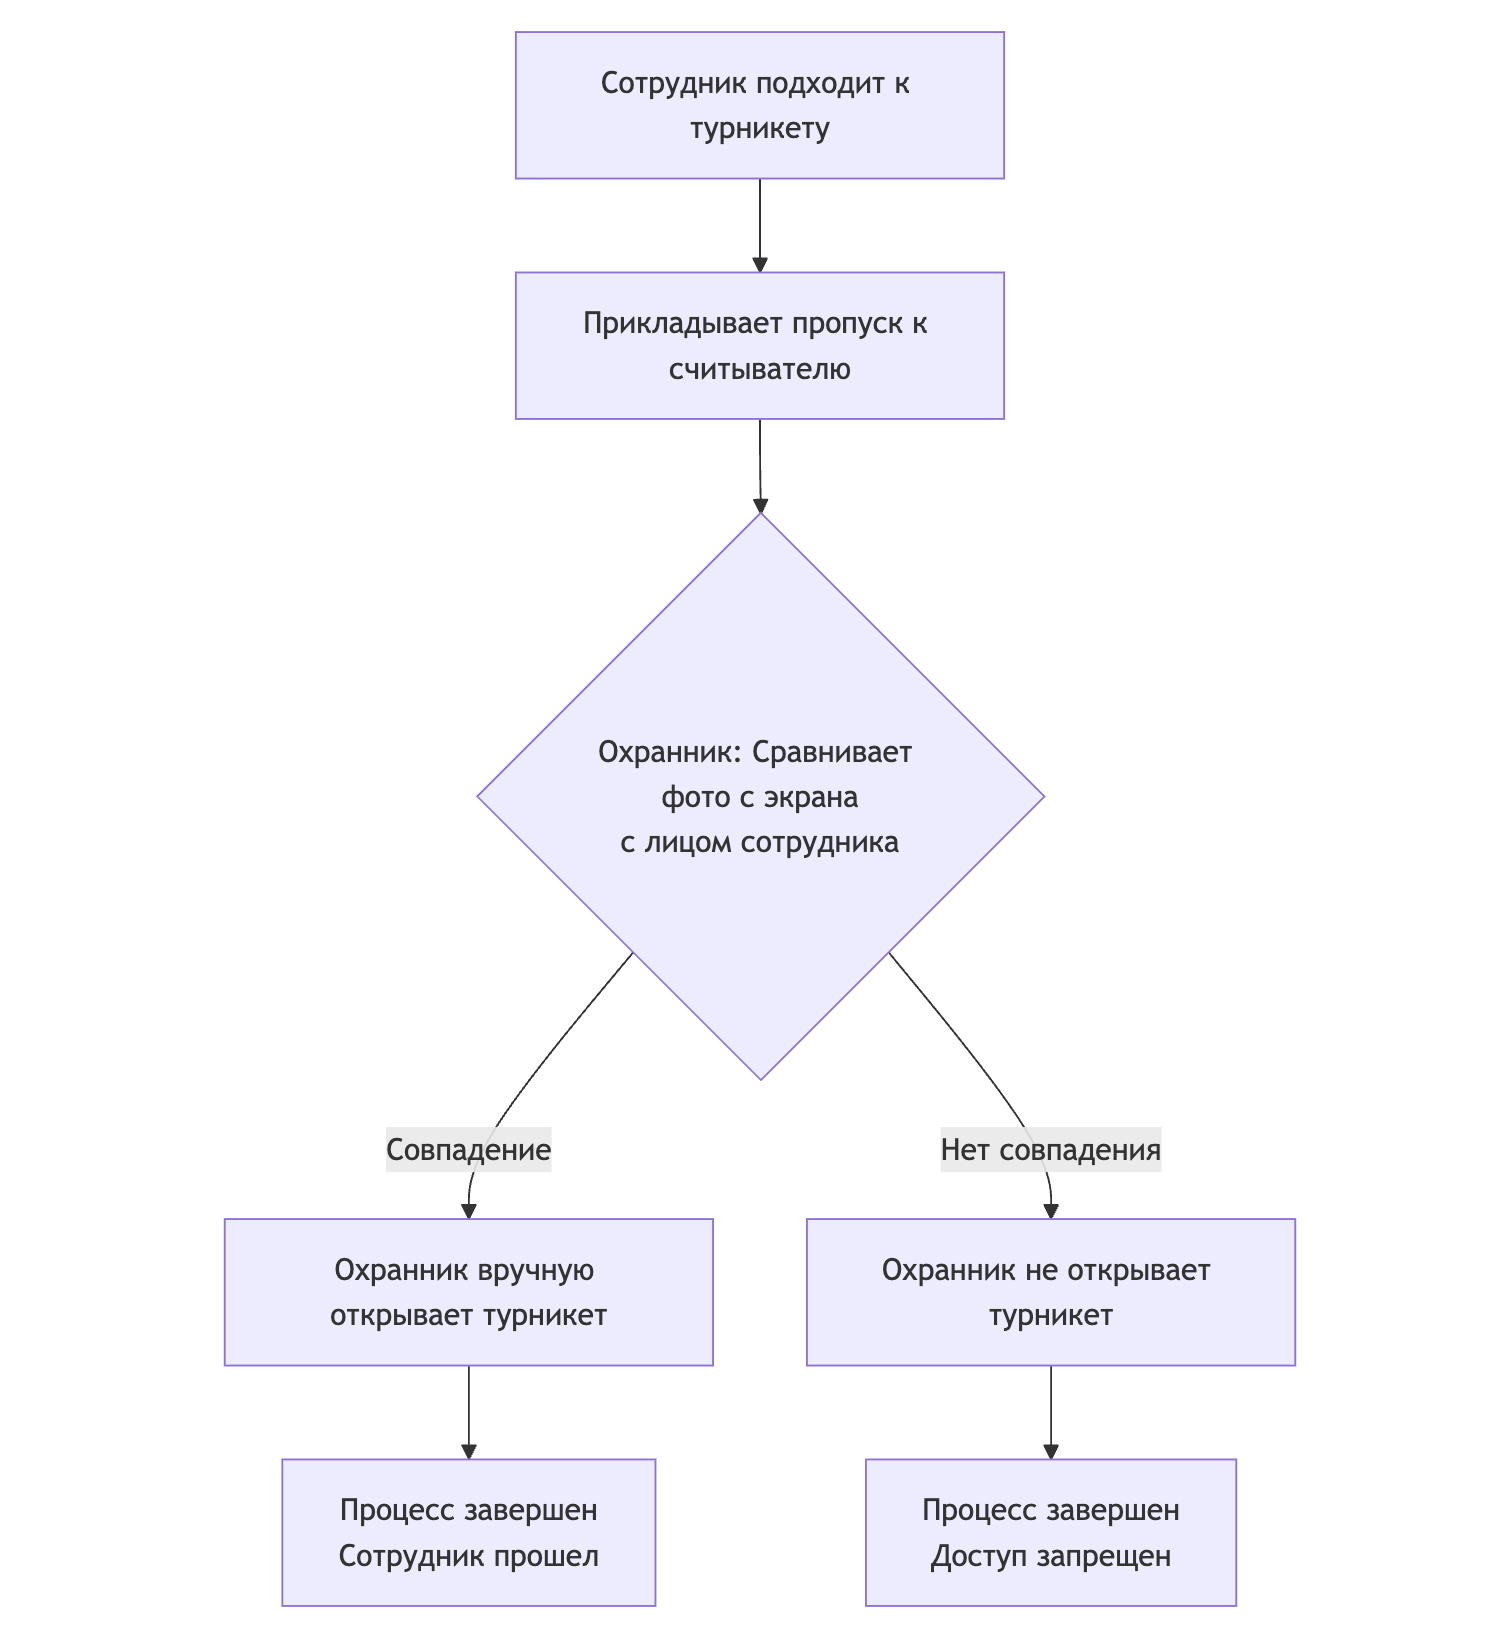 Сотрудник подходит к
турникету
Прикладывает пропуск к
считывателю
Охранник: Сравнивает
фото с экрана
с лицом сотрудника
Совпадение
Нет совпадения
Охранник вручную
открывает турникет
Охранник не открывает
турникет
Процесс завершен
Сотрудник прошел
Процесс завершен
Доступ запрещен